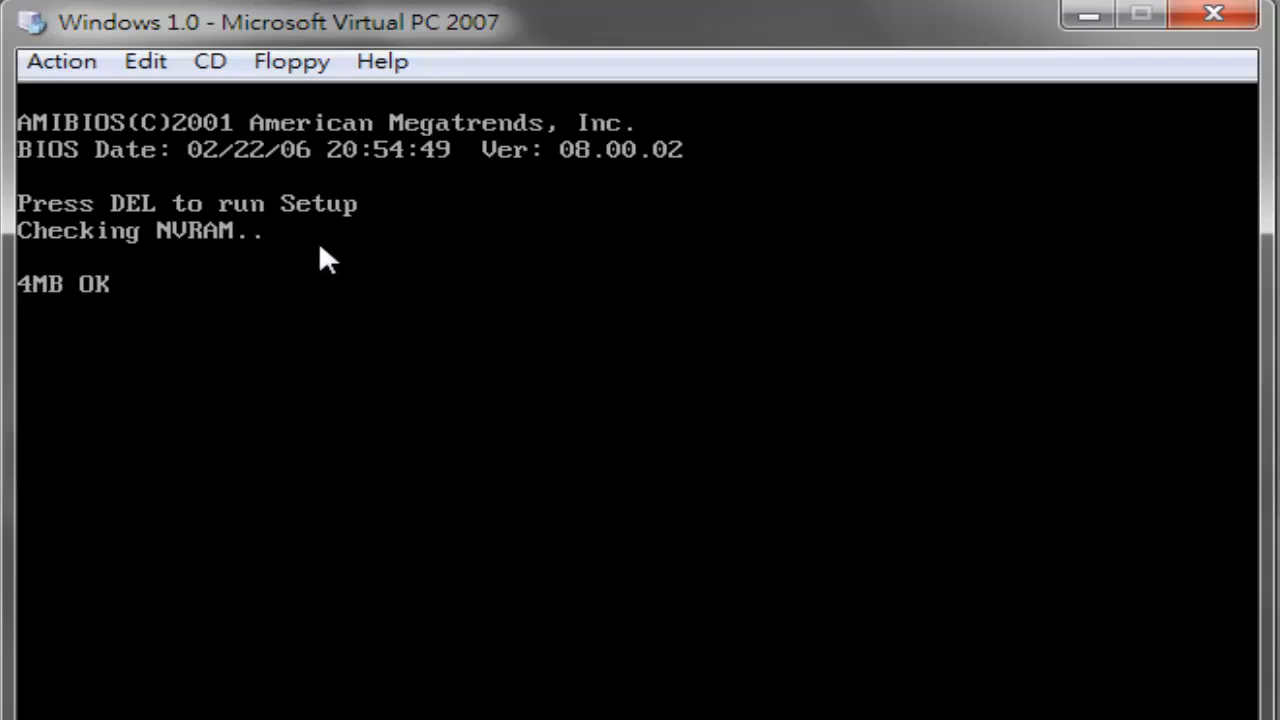 Windows 1.0 - Microsoft Virtual PC 2007
Action Edit CD Floppy Help
AMIBIOS(C)2001 American Megatrends, Inc.
BIOS Date: 02/22/06 20:54:49 Ver: 08.00.02
Press DEL to run Setup
Checking NVRAM..
4MB OK